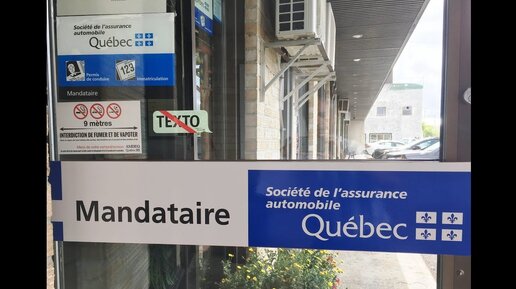 Société de l'assurance
automobile
Québec
Permis
de conduire
123
Immatriculation
Mandataire
9 mètres
INTERDICTION DE FUMER ET DE VAPOTER
TEXTO
Mandataire
Société de l'assurance
automobile
Québec